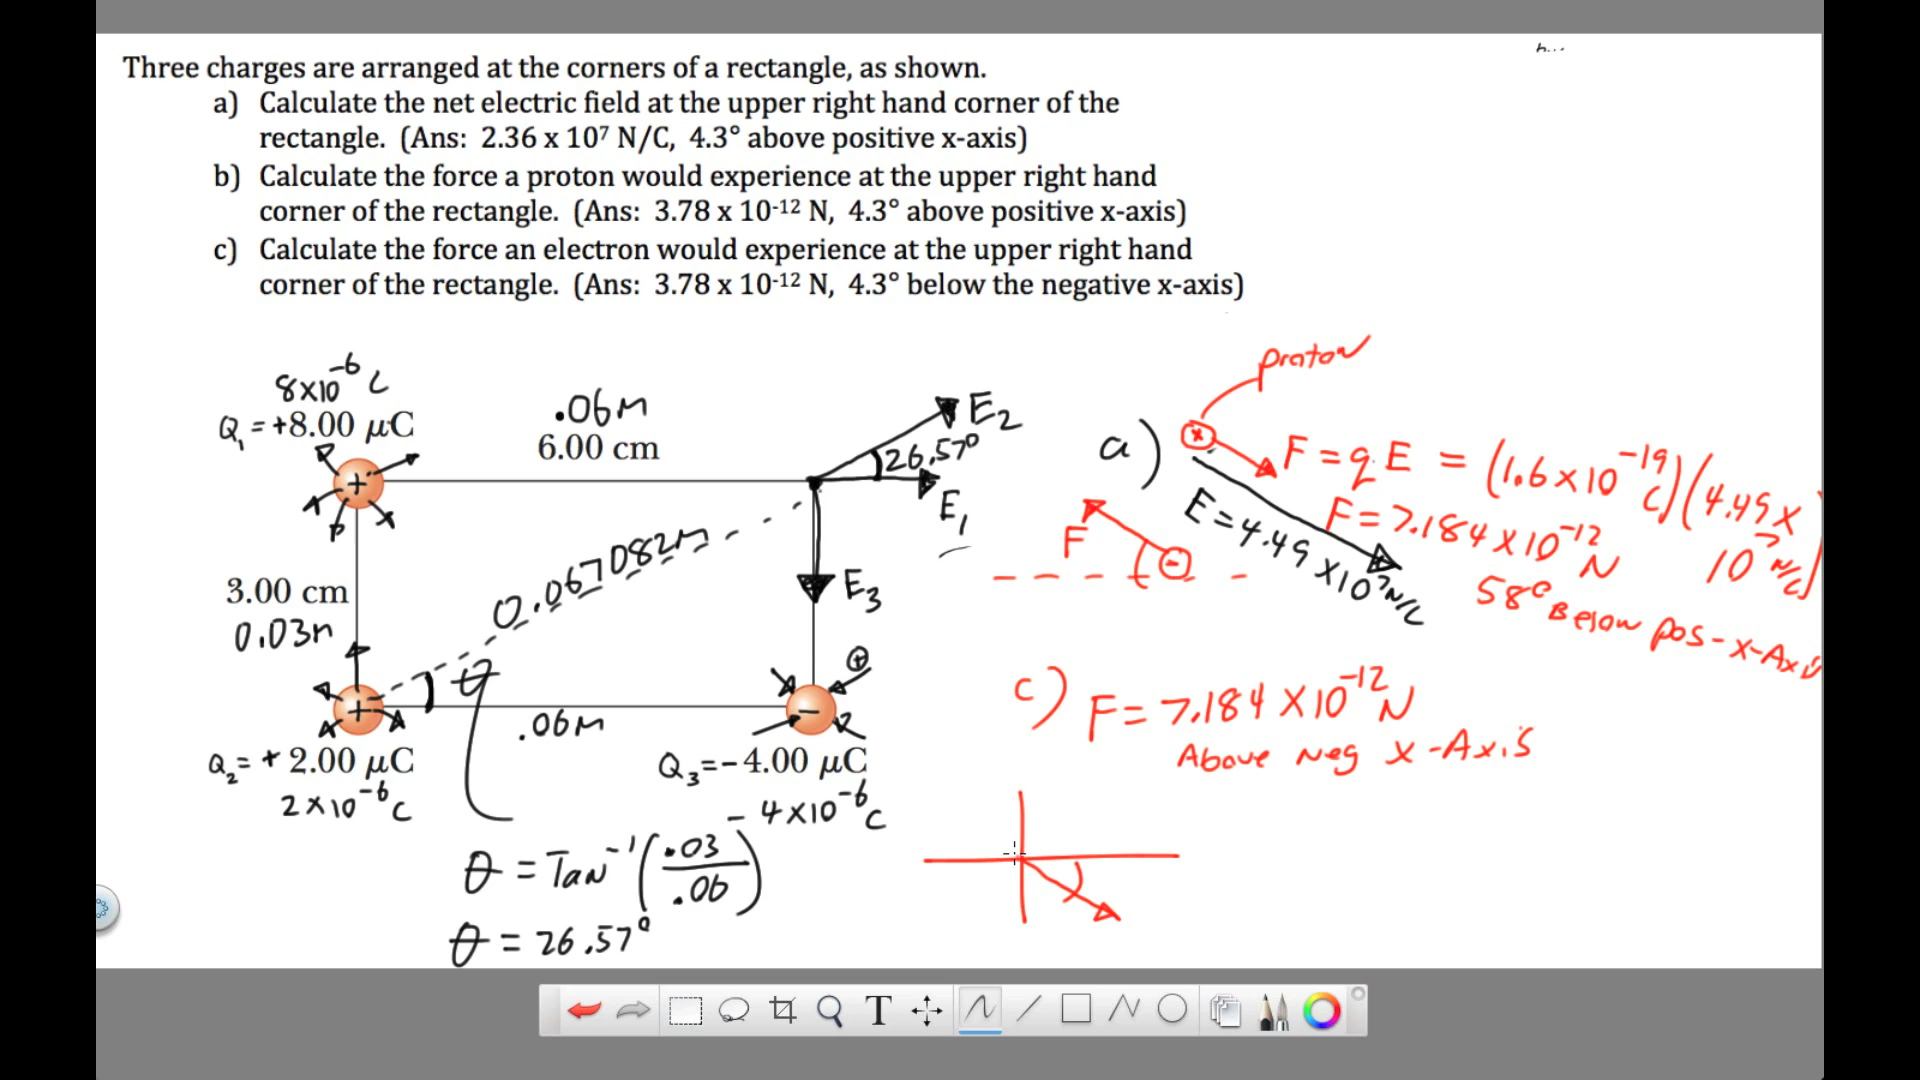 Three charges are arranged at the corners of a rectangle, as shown.
a) Calculate the net electric field at the upper right hand corner of the
rectangle. (Ans: 2.36 x 10⁷ N/C, 4.3° above positive x-axis)
b) Calculate the force a proton would experience at the upper right hand
corner of the rectangle. (Ans: 3.78 x 10⁻¹² N, 4.3° above positive x-axis)
c) Calculate the force an electron would experience at the upper right hand
corner of the rectangle. (Ans: 3.78 x 10⁻¹² N, 4.3° below the negative x-axis)
8x10⁻⁶ C
Q₁ = +8.00 μC
.06m
6.00 cm
E₂
26.57°
E₁
E₃
3.00 cm
0.03m
0.067082m
θ
.06m
+
+
−
+
Q₂ = + 2.00 μC
2x10⁻⁶ C
Q₃ = − 4.00 μC
− 4x10⁻⁶ C
θ = Tan⁻¹ (.03/.06)
θ = 26.57°
proton
a)
+
F = qE = (1.6x10⁻¹⁹ C)(4.49x10⁷ N/C)
F = 7.184 x 10⁻¹² N
58° Below pos-x-Axis
E = 4.49 x10⁷ N/C
F
−
c) F = 7.184 x10⁻¹² N
Above Neg x-Axis
T